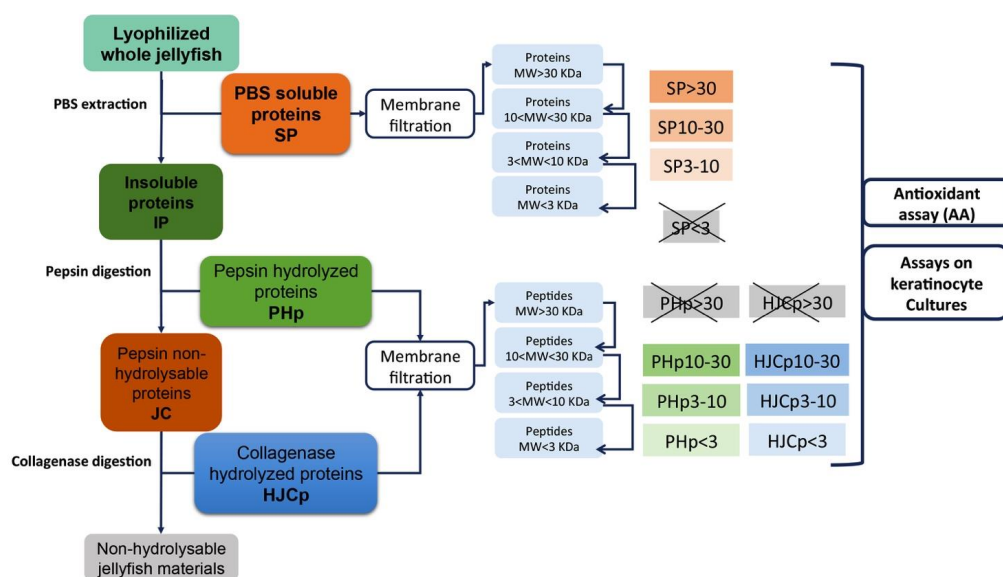 Lyophilized
whole jellyfish
PBS extraction
PBS soluble
proteins
SP
Membrane
filtration
Proteins
MW>30 KDa
Proteins
10<MW<30 KDa
Proteins
3<MW<10 KDa
Proteins
MW<3 KDa
SP>30
SP10-30
SP3-10
SP<3
Insoluble
proteins
IP
Pepsin digestion
Pepsin hydrolyzed
proteins
PHp
Pepsin non-
hydrolysable
proteins
JC
Collagenase digestion
Collagenase
hydrolyzed proteins
HJCp
Non-hydrolysable
jellyfish materials
Membrane
filtration
Peptides
MW>30 KDa
Peptides
10<MW<30 KDa
Peptides
3<MW<10 KDa
Peptides
MW<3 KDa
PHp>30
HJCp>30
PHp10-30
HJCp10-30
PHp3-10
HJCp3-10
PHp<3
HJCp<3
Antioxidant
assay (AA)
Assays on
keratinocyte
Cultures